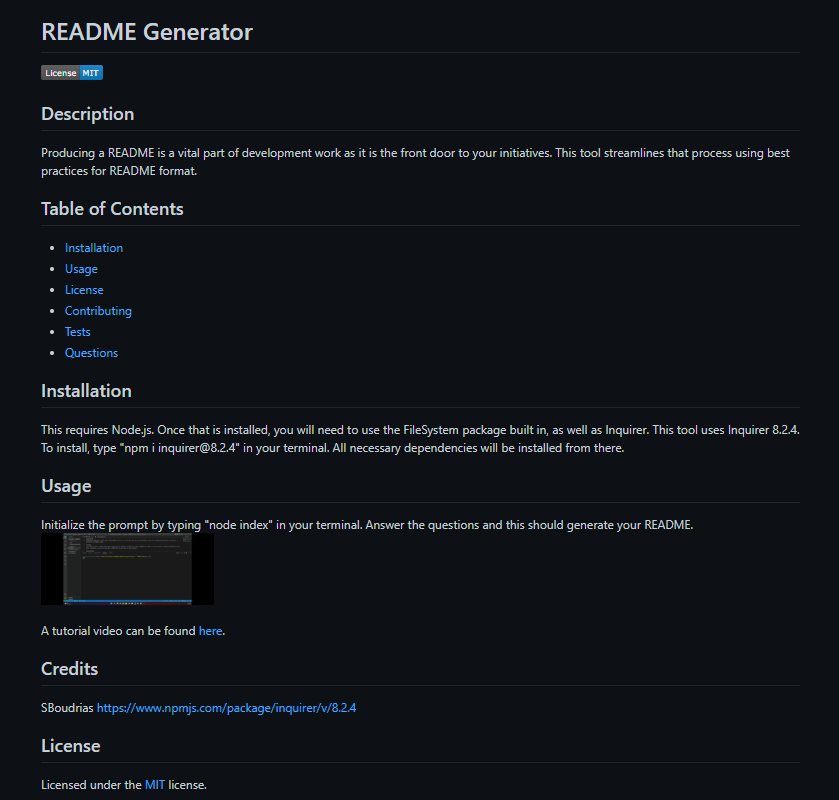 README Generator
License MIT
Description
Producing a README is a vital part of development work as it is the front door to your initiatives. This tool streamlines that process using best
practices for README format.
Table of Contents
Installation
Usage
License
Contributing
Tests
Questions
Installation
This requires Node.js. Once that is installed, you will need to use the FileSystem package built in, as well as Inquirer. This tool uses Inquirer 8.2.4.
To install, type "npm i inquirer@8.2.4" in your terminal. All necessary dependencies will be installed from there.
Usage
Initialize the prompt by typing "node index" in your terminal. Answer the questions and this should generate your README.
A tutorial video can be found here.
Credits
SBoudrias https://www.npmjs.com/package/inquirer/v/8.2.4
License
Licensed under the MIT license.